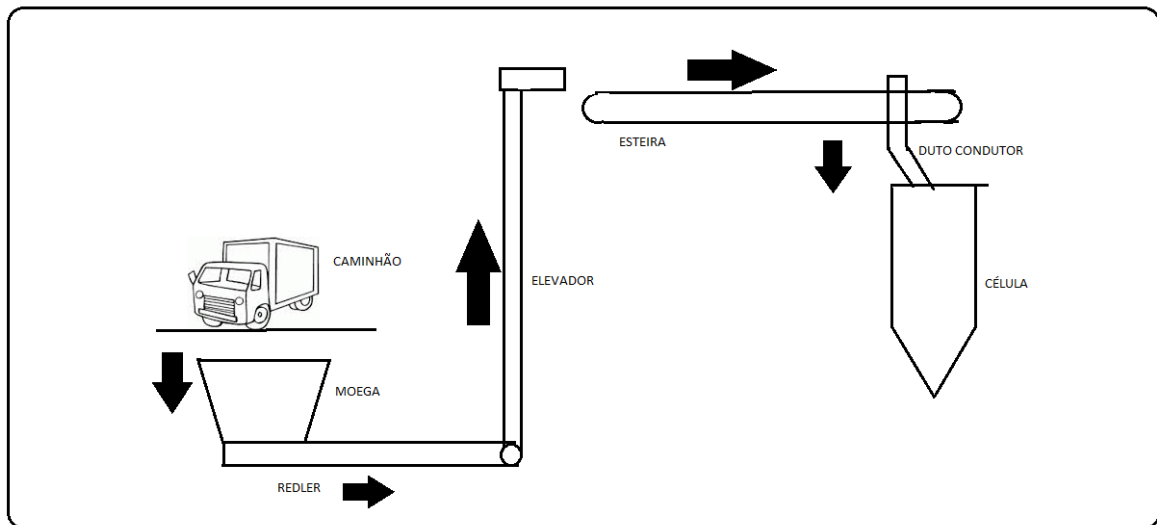 ESTEIRA
DUTO CONDUTOR
CAMINHÃO
ELEVADOR
CÉLULA
MOEGA
REDLER